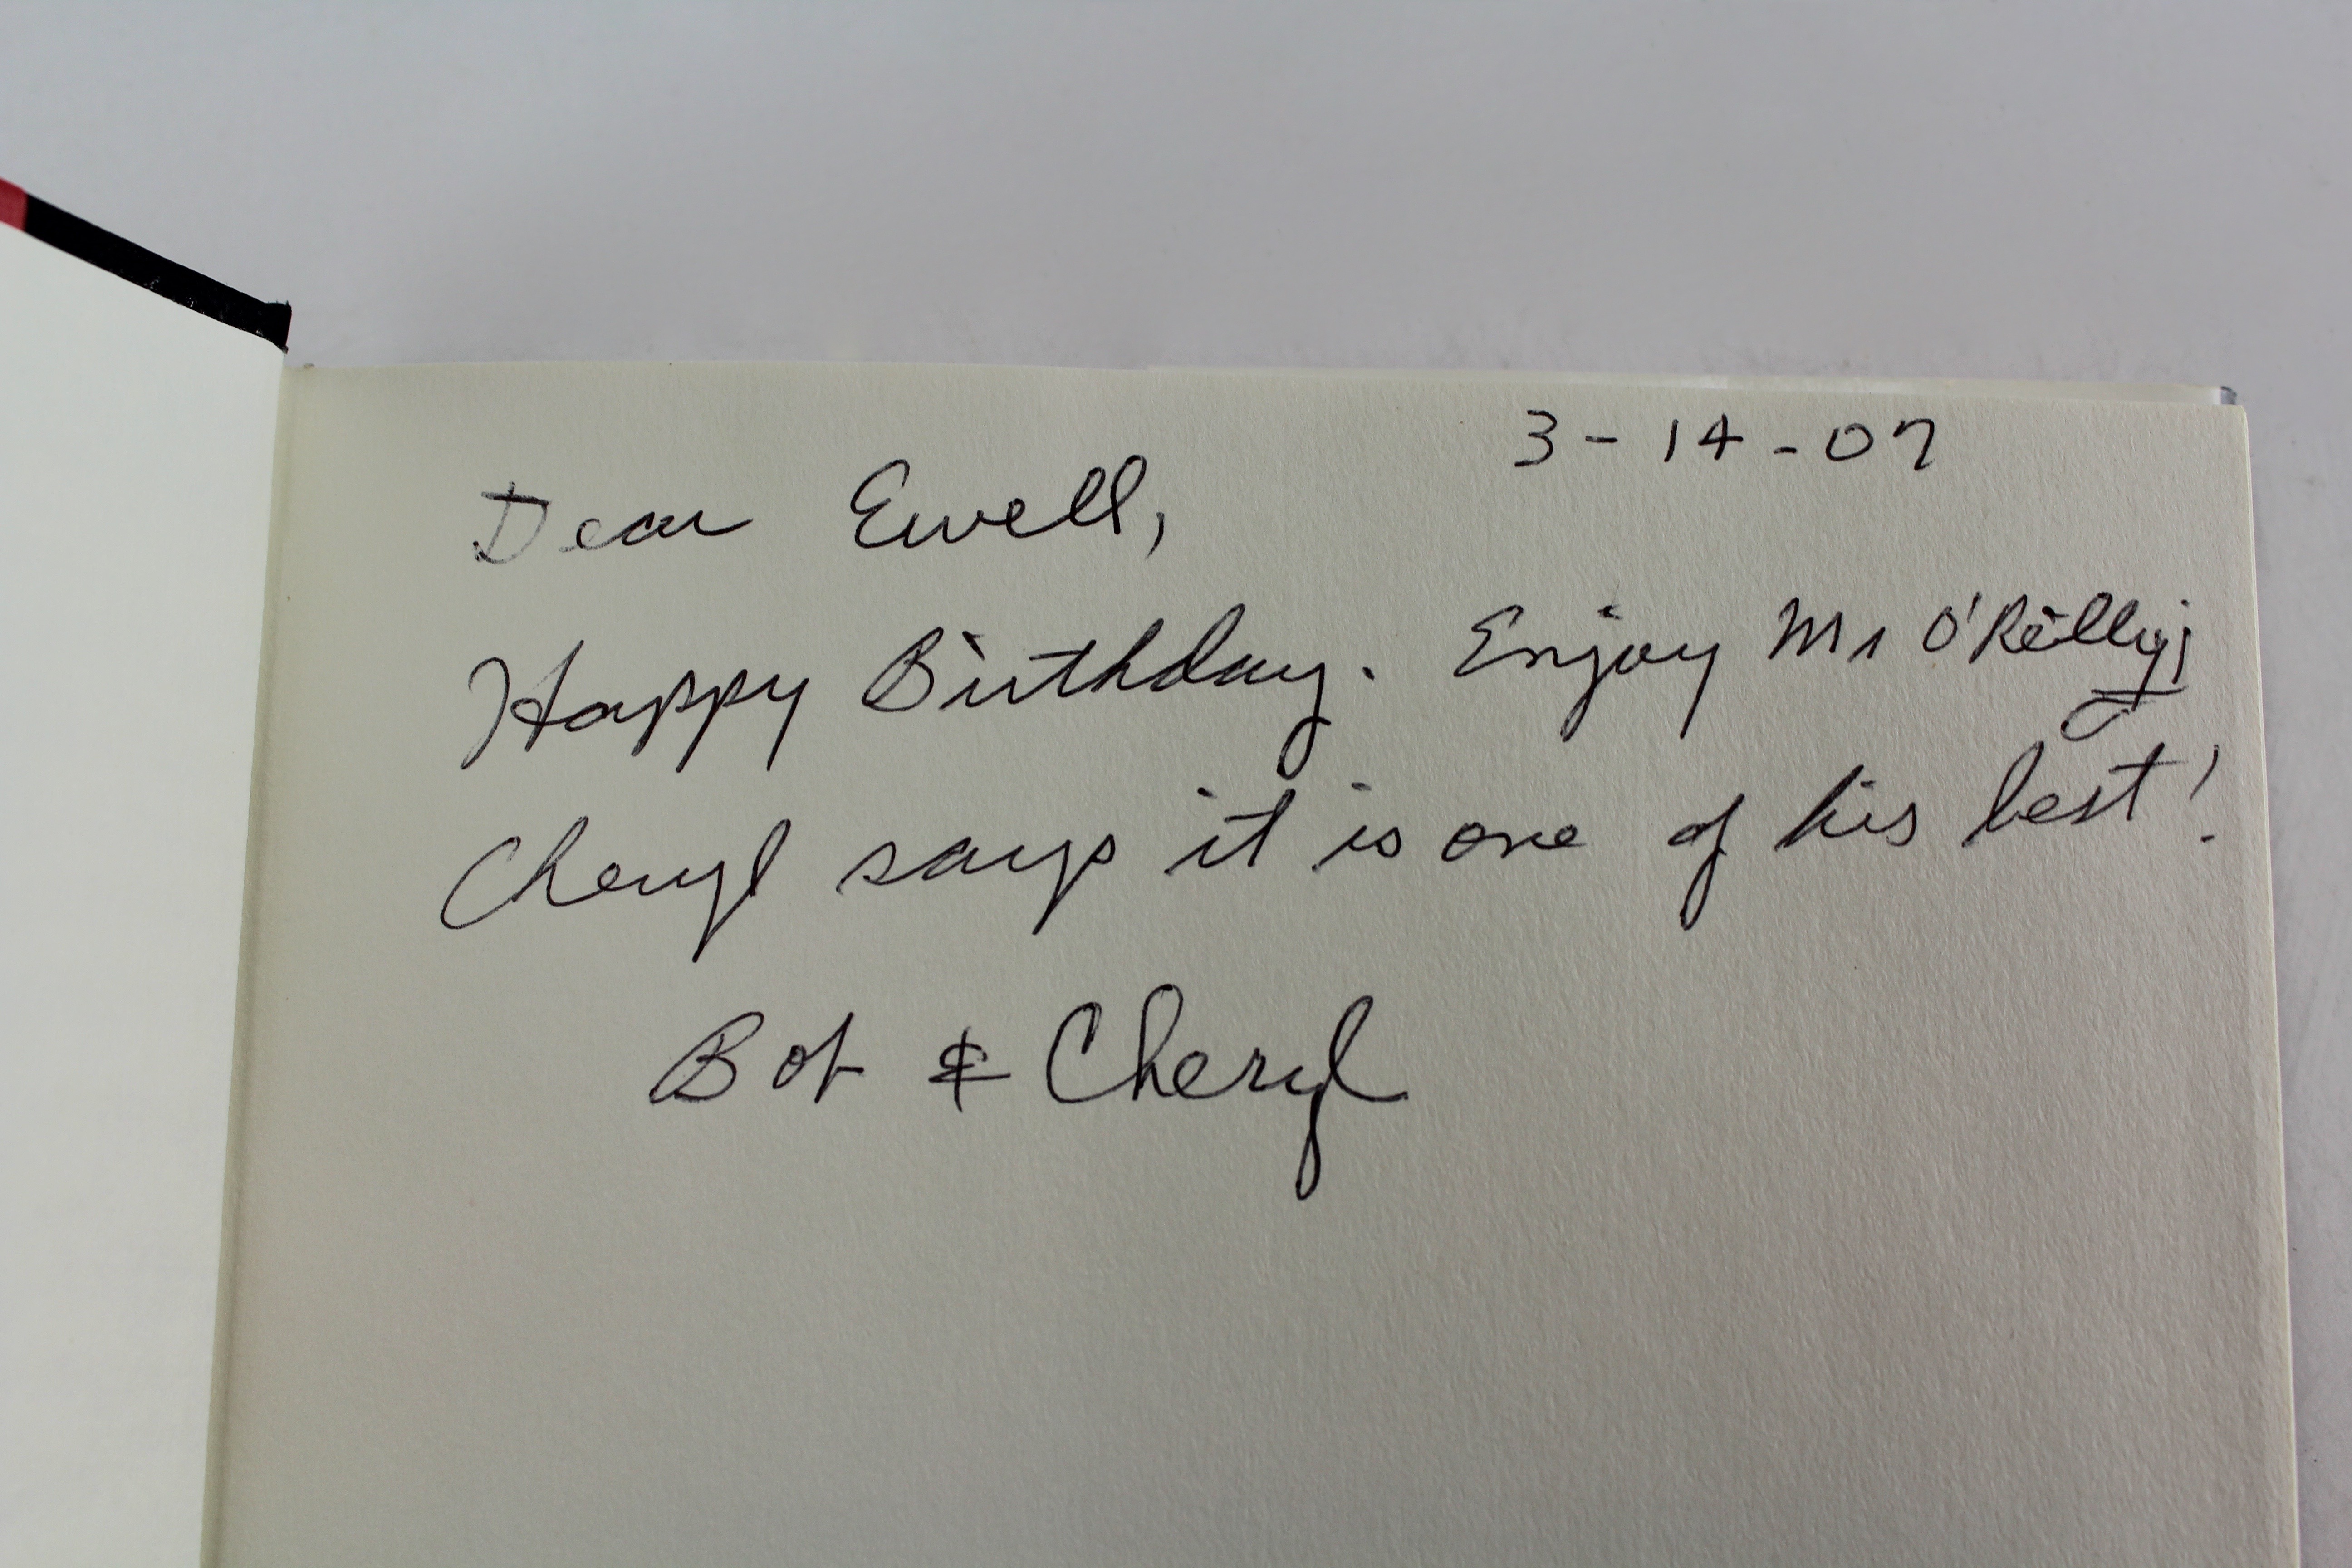 3-14-07
Dear Ewell,
Happy Birthday. Enjoy Mr O'Reilly;
Cheryl says it is one of his best!
Bob & Cheryl